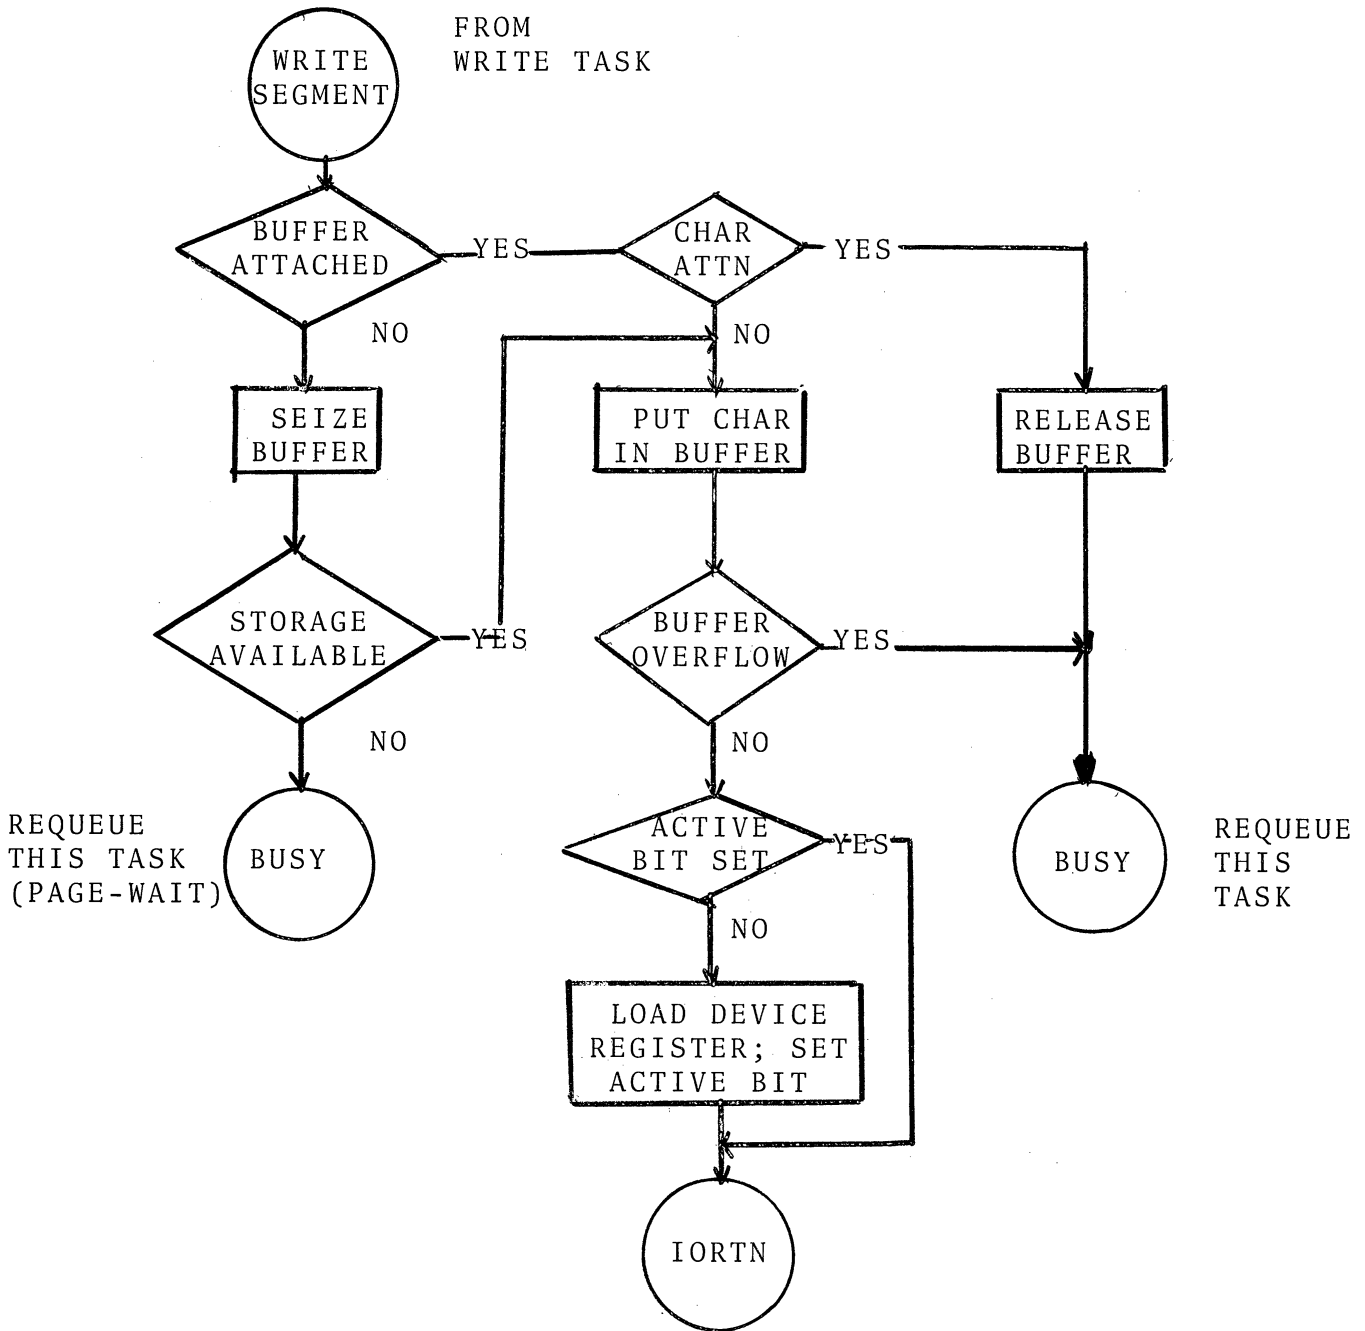 FROM
WRITE TASK
WRITE
SEGMENT
BUFFER
ATTACHED
YES
CHAR
ATTN
YES
NO
NO
SEIZE
BUFFER
PUT CHAR
IN BUFFER
RELEASE
BUFFER
STORAGE
AVAILABLE
YES
BUFFER
OVERFLOW
YES
NO
NO
REQUEUE
THIS TASK
(PAGE-WAIT)
BUSY
ACTIVE
BIT SET
YES
BUSY
REQUEUE
THIS
TASK
NO
LOAD DEVICE
REGISTER; SET
ACTIVE BIT
IORTN